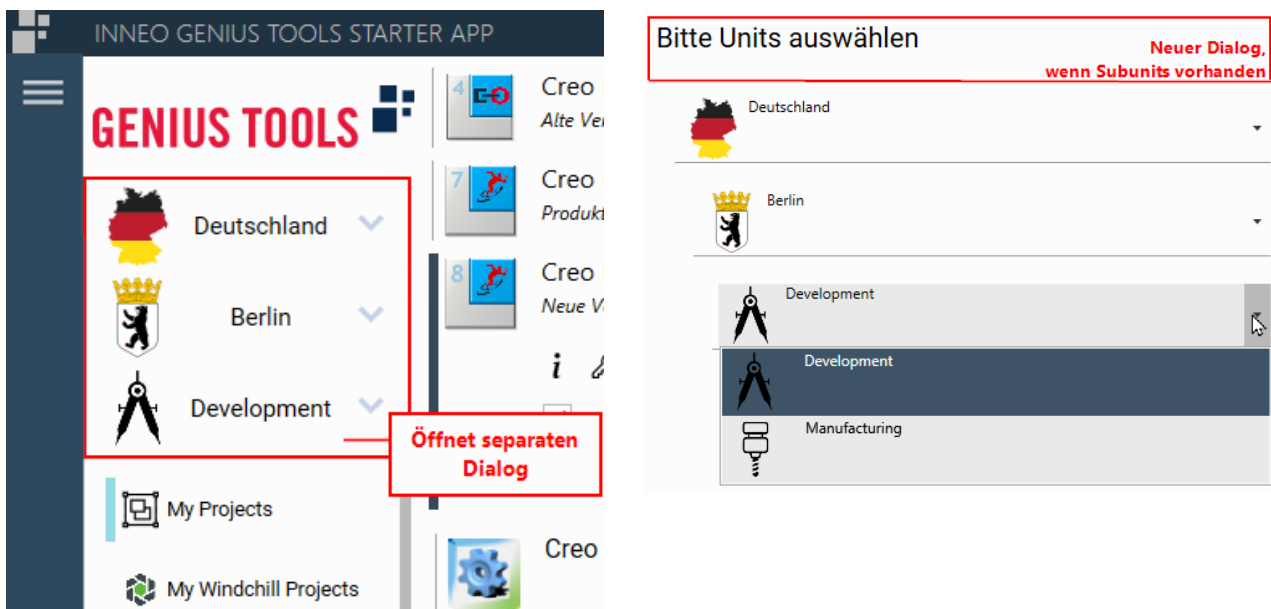 INNEO GENIUS TOOLS STARTER APP
GENIUS TOOLS
Deutschland
Berlin
Development
Öffnet separaten
Dialog
My Projects
My Windchill Projects
4
Creo
Alte Ver
7
Creo
Produkt
8
Creo
Neue V
i
Creo
Bitte Units auswählen
Neuer Dialog,
wenn Subunits vorhanden
Deutschland
Berlin
Development
Development
Manufacturing